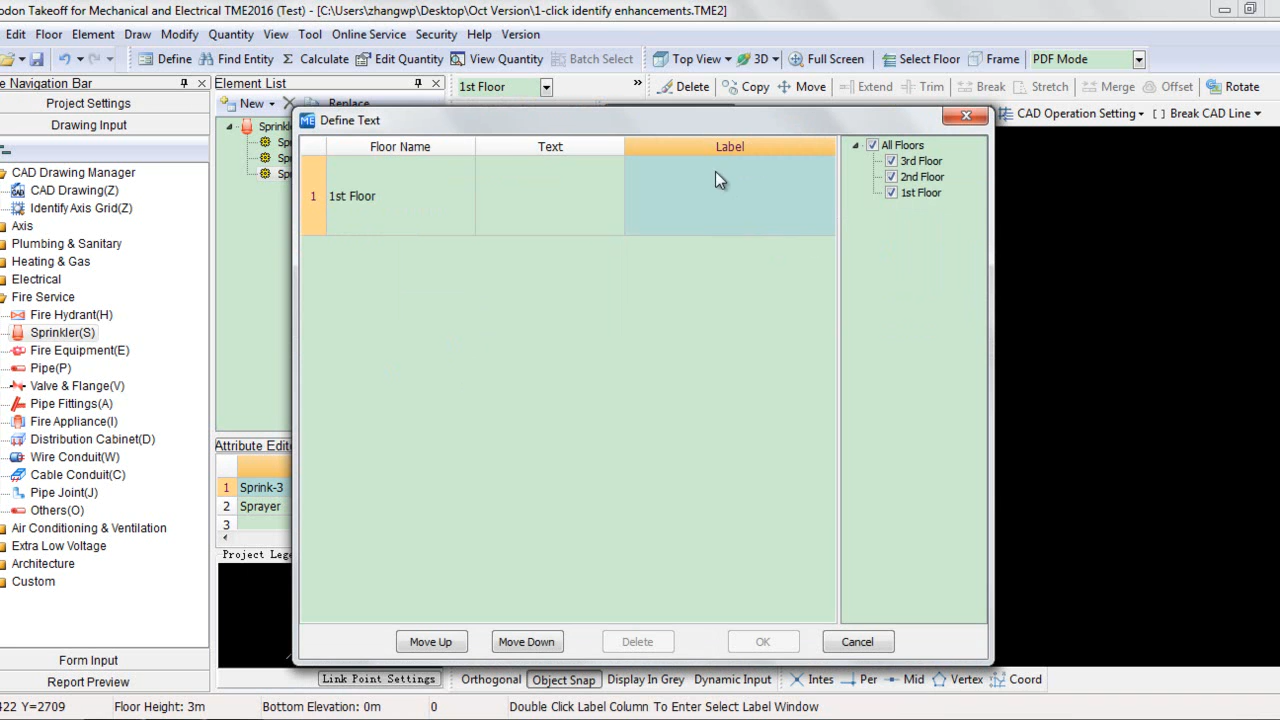 odon Takeoff for Mechanical and Electrical TME2016 (Test) - [C:\Users\zhangwp\Desktop\Oct Version\1-click identify enhancements.TME2]
Edit Floor Element Draw Modify Quantity View Tool Online Service Security Help Version
Define Find Entity Calculate Edit Quantity View Quantity Batch Select Top View 3D Full Screen Select Floor Frame PDF Mode
e Navigation Bar Element List 1st Floor » Delete Copy Move Extend Trim Break Stretch Merge Offset Rotate
Project Settings
New Replace
CAD Operation Setting Break CAD Line
Drawing Input
Sprinkl
Spr
Spr
Spr
CAD Drawing Manager
CAD Drawing(Z)
Identify Axis Grid(Z)
Axis
Plumbing & Sanitary
Heating & Gas
Electrical
Fire Service
Fire Hydrant(H)
Sprinkler(S)
Fire Equipment(E)
Pipe(P)
Valve & Flange(V)
Pipe Fittings(A)
Fire Appliance(I)
Distribution Cabinet(D)
Wire Conduit(W)
Cable Conduit(C)
Pipe Joint(J)
Others(O)
Air Conditioning & Ventilation
Extra Low Voltage
Architecture
Custom
Form Input
Report Preview
Attribute Edit
1 Sprink-3
2 Sprayer
3
Project Lege
Define Text
Floor Name Text Label
1 1st Floor
All Floors
3rd Floor
2nd Floor
1st Floor
Move Up Move Down Delete OK Cancel
Link Point Settings Orthogonal Object Snap Display In Grey Dynamic Input Intes Per Mid Vertex Coord
422 Y=2709 Floor Height: 3m Bottom Elevation: 0m 0 Double Click Label Column To Enter Select Label Window